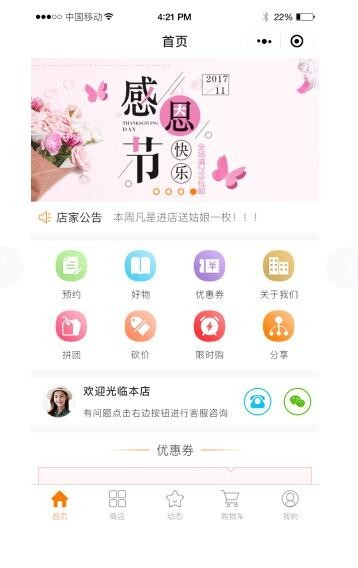 中国移动
4:21 PM
22%
首页
感恩节
THANKSGIVING
DAY
快乐
2017
11
全场满299包邮
店家公告 本周凡是进店送姑娘一枚！！！
预约 好物 优惠券 关于我们
拼团 砍价 限时购 分享
欢迎光临本店
有问题点击右边按钮进行客服咨询
优惠券
首页 商店 动态 购物车 我的